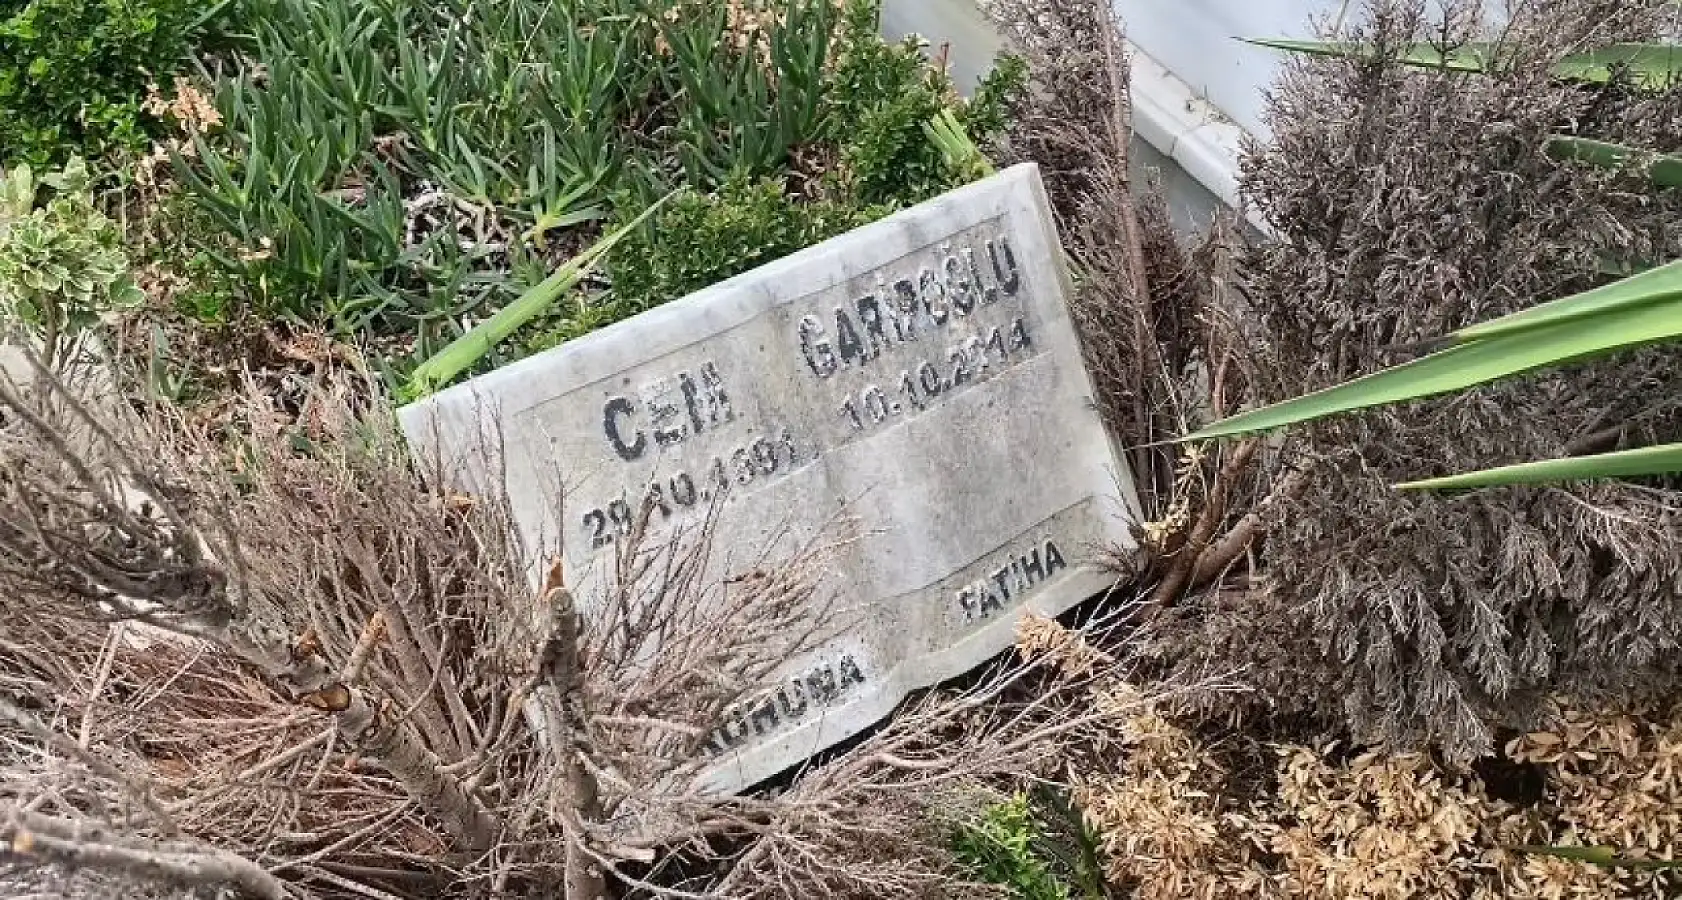 CEM GARİPOĞLU
29.10.1991 10.10.2014
RUHUNA FATİHA